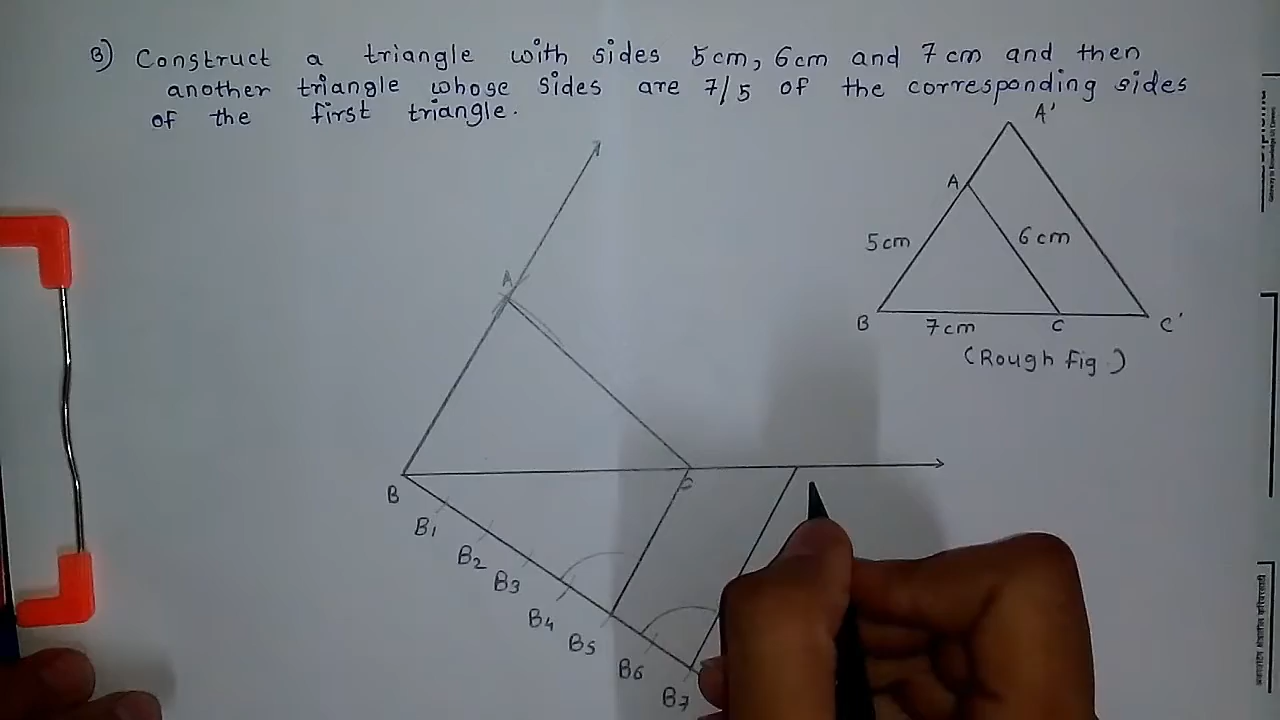 3) Construct a triangle with sides 5cm, 6cm and 7cm and then
another triangle whose sides are 7/5 of the corresponding sides
of the first triangle.
A'
A
5cm
6cm
B
7cm
C
C'
(Rough fig.)
A
B
C
B1
B2
B3
B4
B5
B6
B7